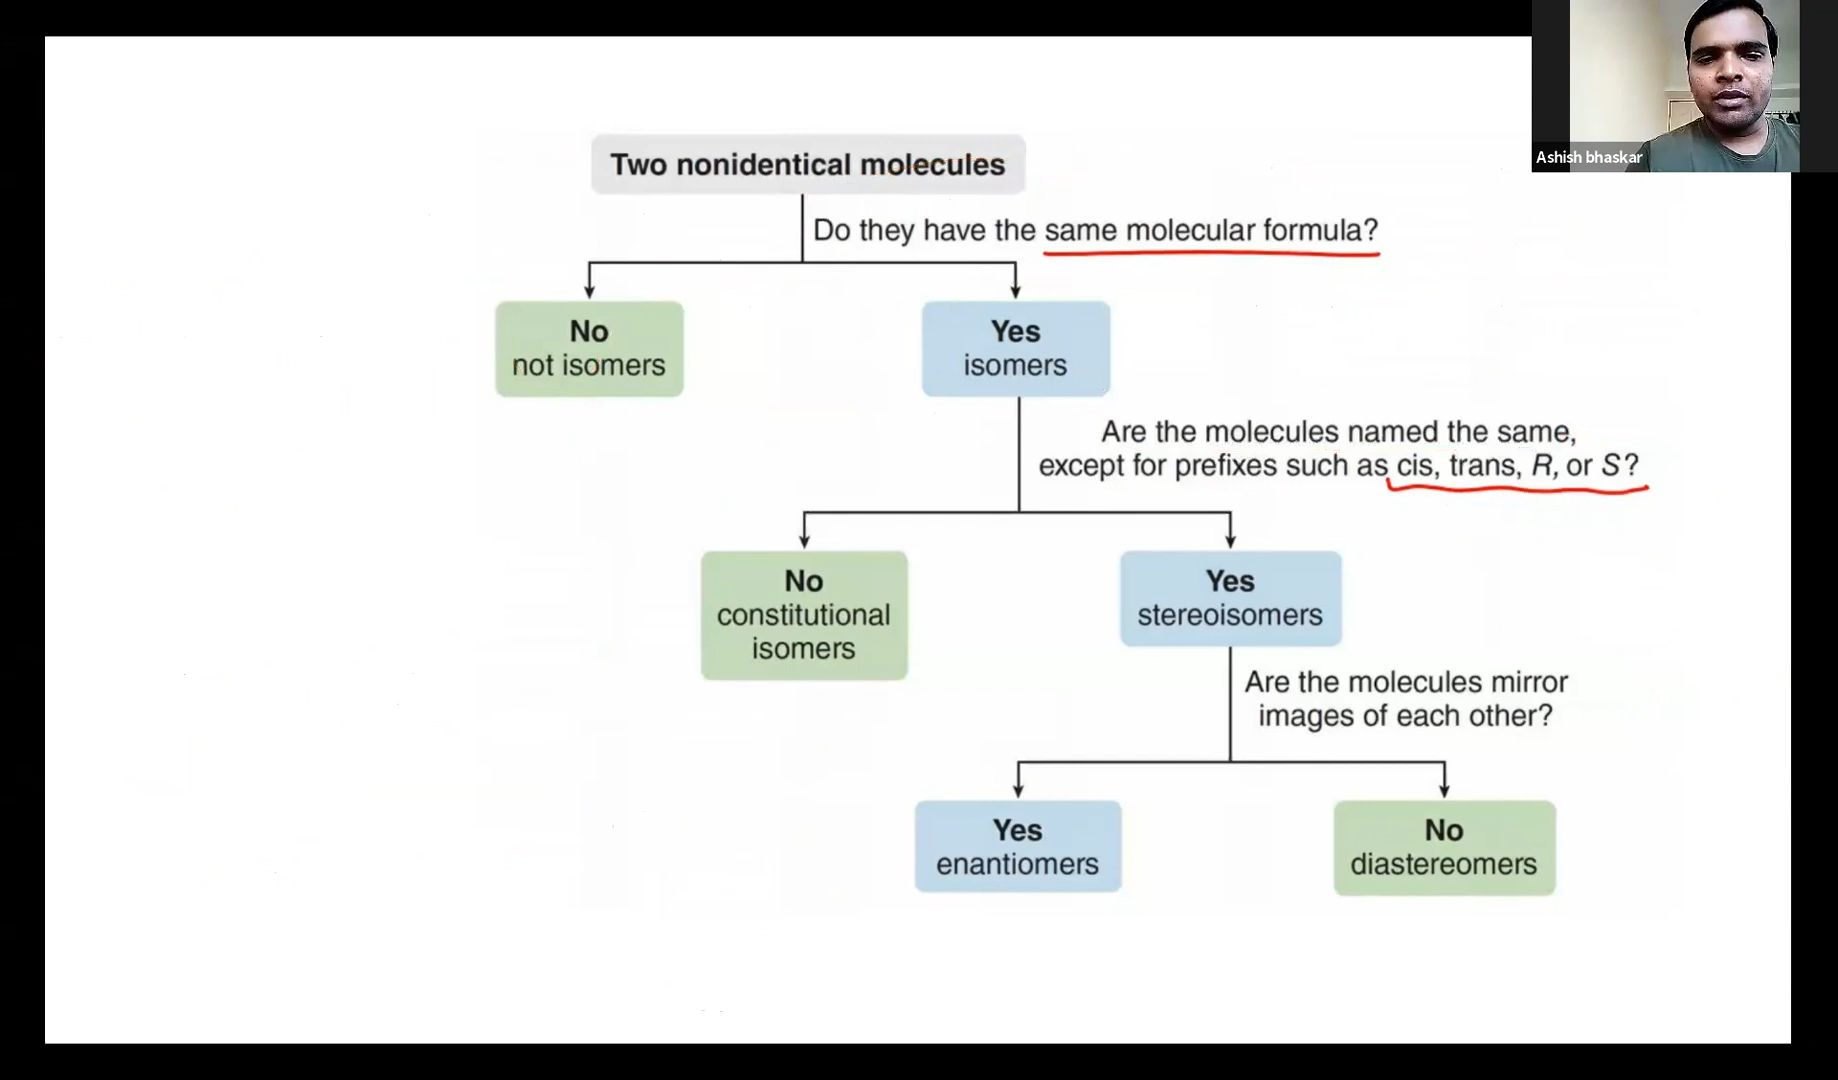 Ashish bhaskar
Two nonidentical molecules
Do they have the same molecular formula?
No
not isomers
Yes
isomers
Are the molecules named the same,
except for prefixes such as cis, trans, R, or S?
No
constitutional
isomers
Yes
stereoisomers
Are the molecules mirror
images of each other?
Yes
enantiomers
No
diastereomers